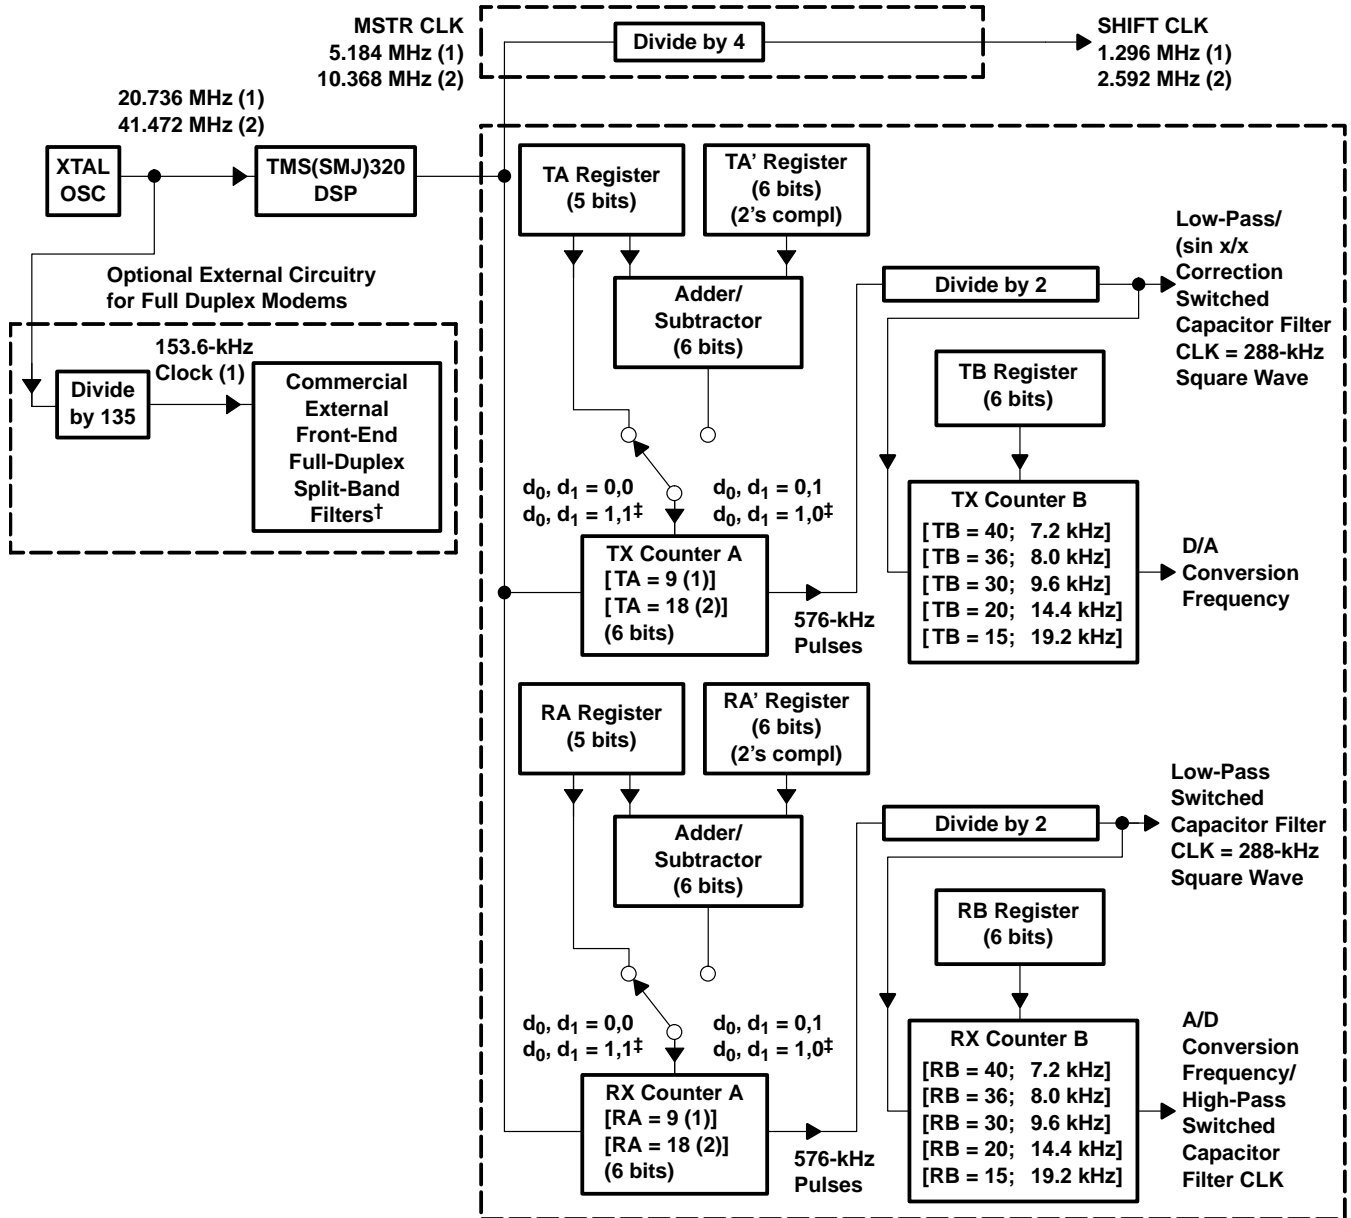 MSTR CLK
5.184 MHz (1)
10.368 MHz (2)
Divide by 4
SHIFT CLK
1.296 MHz (1)
2.592 MHz (2)
20.736 MHz (1)
41.472 MHz (2)
XTAL
OSC
TMS(SMJ)320
DSP
Optional External Circuitry
for Full Duplex Modems
153.6-kHz
Clock (1)
Divide
by 135
Commercial
External
Front-End
Full-Duplex
Split-Band
Filters†
TA Register
(5 bits)
TA’ Register
(6 bits)
(2’s compl)
Adder/
Subtractor
(6 bits)
Divide by 2
Low-Pass/
(sin x/x
Correction
Switched
Capacitor Filter
CLK = 288-kHz
Square Wave
TB Register
(6 bits)
d0, d1 = 0,0
d0, d1 = 1,1‡
d0, d1 = 0,1
d0, d1 = 1,0‡
TX Counter A
[TA = 9 (1)]
[TA = 18 (2)]
(6 bits)
576-kHz
Pulses
TX Counter B
[TB = 40; 7.2 kHz]
[TB = 36; 8.0 kHz]
[TB = 30; 9.6 kHz]
[TB = 20; 14.4 kHz]
[TB = 15; 19.2 kHz]
D/A
Conversion
Frequency
RA Register
(5 bits)
RA’ Register
(6 bits)
(2’s compl)
Adder/
Subtractor
(6 bits)
Divide by 2
Low-Pass
Switched
Capacitor Filter
CLK = 288-kHz
Square Wave
RB Register
(6 bits)
d0, d1 = 0,0
d0, d1 = 1,1‡
d0, d1 = 0,1
d0, d1 = 1,0‡
RX Counter A
[RA = 9 (1)]
[RA = 18 (2)]
(6 bits)
576-kHz
Pulses
RX Counter B
[RB = 40; 7.2 kHz]
[RB = 36; 8.0 kHz]
[RB = 30; 9.6 kHz]
[RB = 20; 14.4 kHz]
[RB = 15; 19.2 kHz]
A/D
Conversion
Frequency/
High-Pass
Switched
Capacitor
Filter CLK